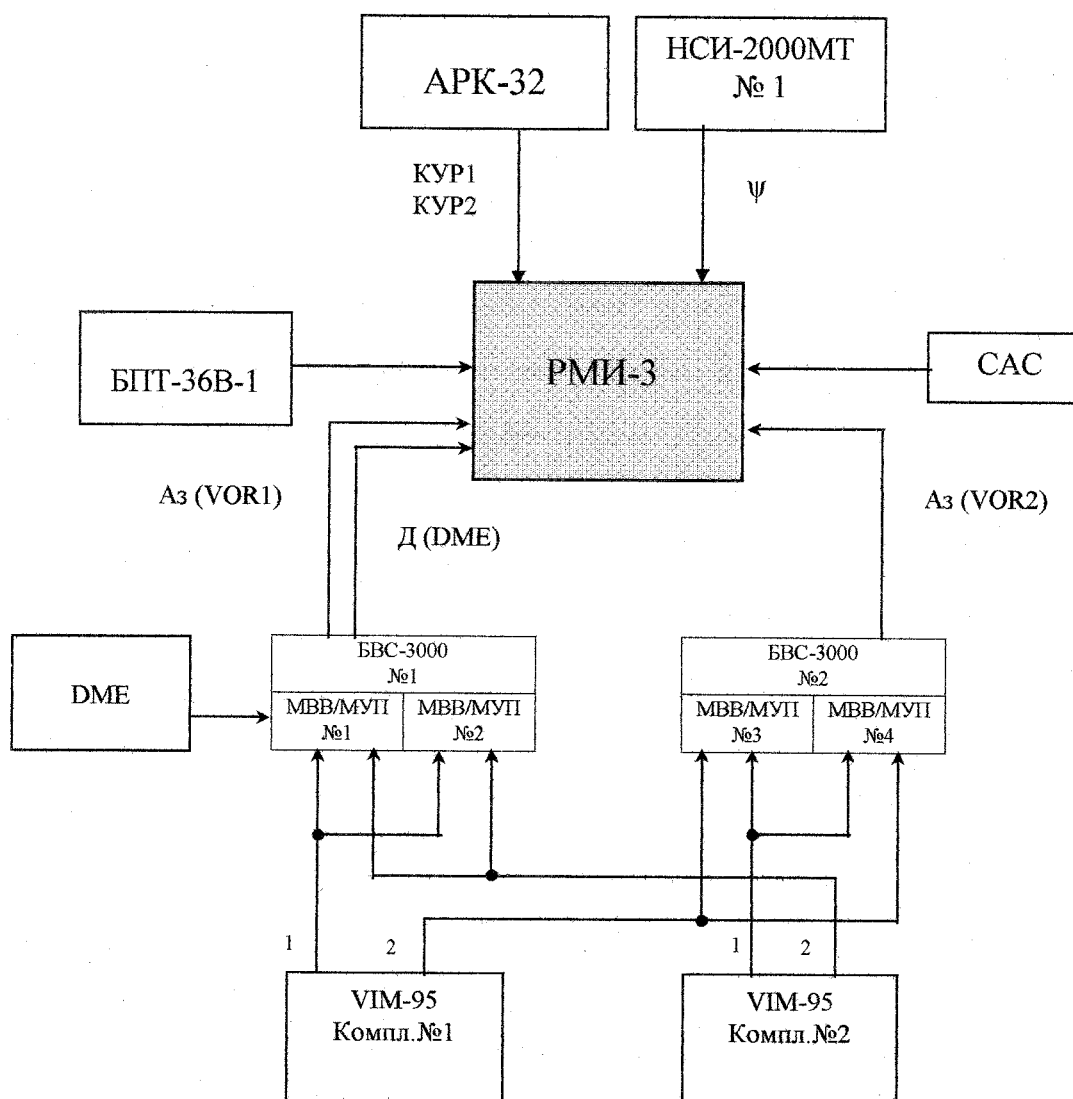 АРК-32
НСИ-2000МТ
№ 1
КУР1
КУР2
ψ
БПТ-36В-1
РМИ-3
САС
Аз (VOR1)
Д (DME)
Аз (VOR2)
DME
БВС-3000
№1
МВВ/МУП
№1
МВВ/МУП
№2
БВС-3000
№2
МВВ/МУП
№3
МВВ/МУП
№4
1
2
1
2
VIM-95
Компл.№1
VIM-95
Компл.№2